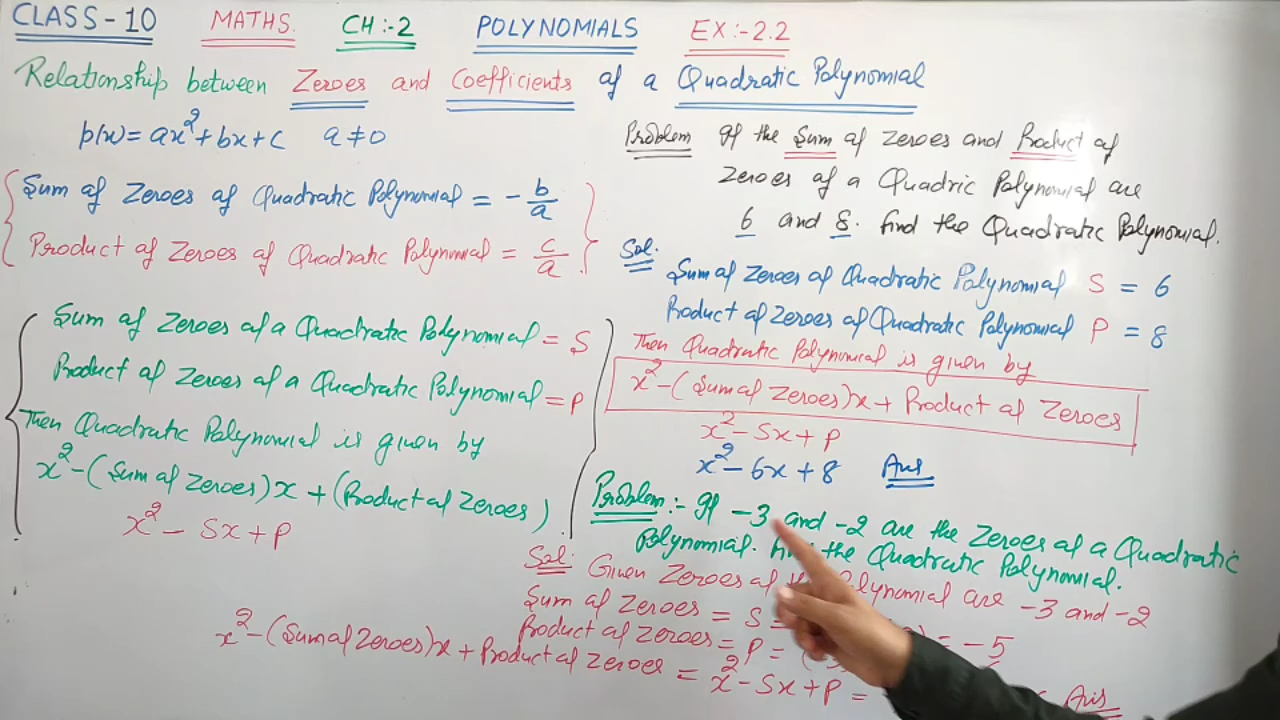 CLASS-10 MATHS. CH:-2 POLYNOMIALS EX:-2.2
Relationship between Zeroes and Coefficients of a Quadratic Polynomial
p(x) = ax²+bx+c a≠0
Sum of Zeroes of Quadratic Polynomial = -b/a
Product of Zeroes of Quadratic Polynomial = c/a
Sum of Zeroes of a Quadratic Polynomial = S
Product of Zeroes of a Quadratic Polynomial = P
Then Quadratic Polynomial is given by
x²-(Sum of Zeroes)x + (Product of Zeroes)
x² - Sx + P
Problem If the Sum of Zeroes and Product of
Zeroes of a Quadric Polynomial are
6 and 8. find the Quadratic Polynomial.
Sol:
Sum of Zeroes of Quadratic Polynomial S = 6
Product of Zeroes of Quadratic Polynomial P = 8
Then Quadratic Polynomial is given by
x²-(Sum of Zeroes)x + Product of Zeroes
x²-Sx+P
x²-6x+8 Ans
Problem:- If -3 and -2 are the Zeroes of a Quadratic
Polynomial. the Quadratic Polynomial.
Sol: Given Zeroes of Polynomial are -3 and -2
Sum of Zeroes = S = -5
Product of Zeroes = P =
x²-(Sum of Zeroes)x + Product of Zeroes = x²-Sx+P = Ans